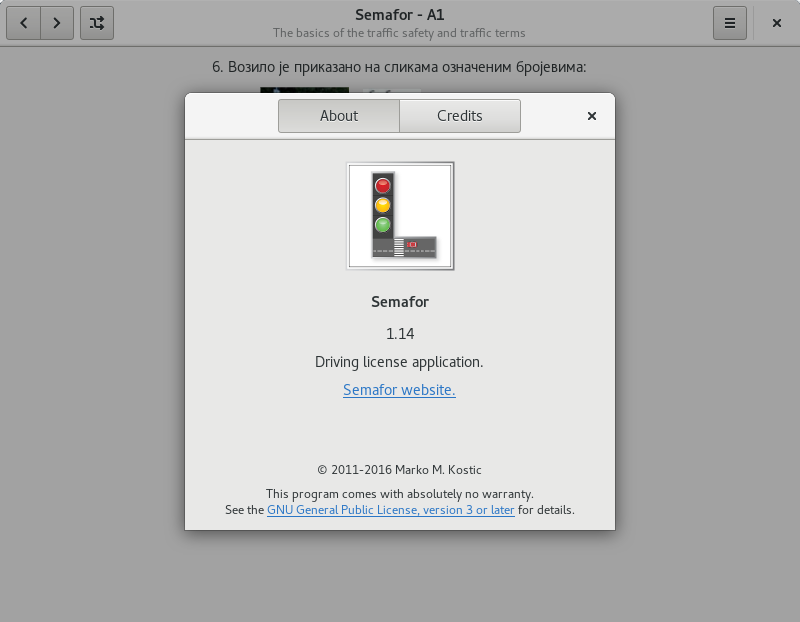 Semafor - A1
The basics of the traffic safety and traffic terms
6. Возило је приказано на сликама означеним бројевима:
About
Credits
Semafor
1.14
Driving license application.
Semafor website.
© 2011-2016 Marko M. Kostic
This program comes with absolutely no warranty.
See the GNU General Public License, version 3 or later for details.